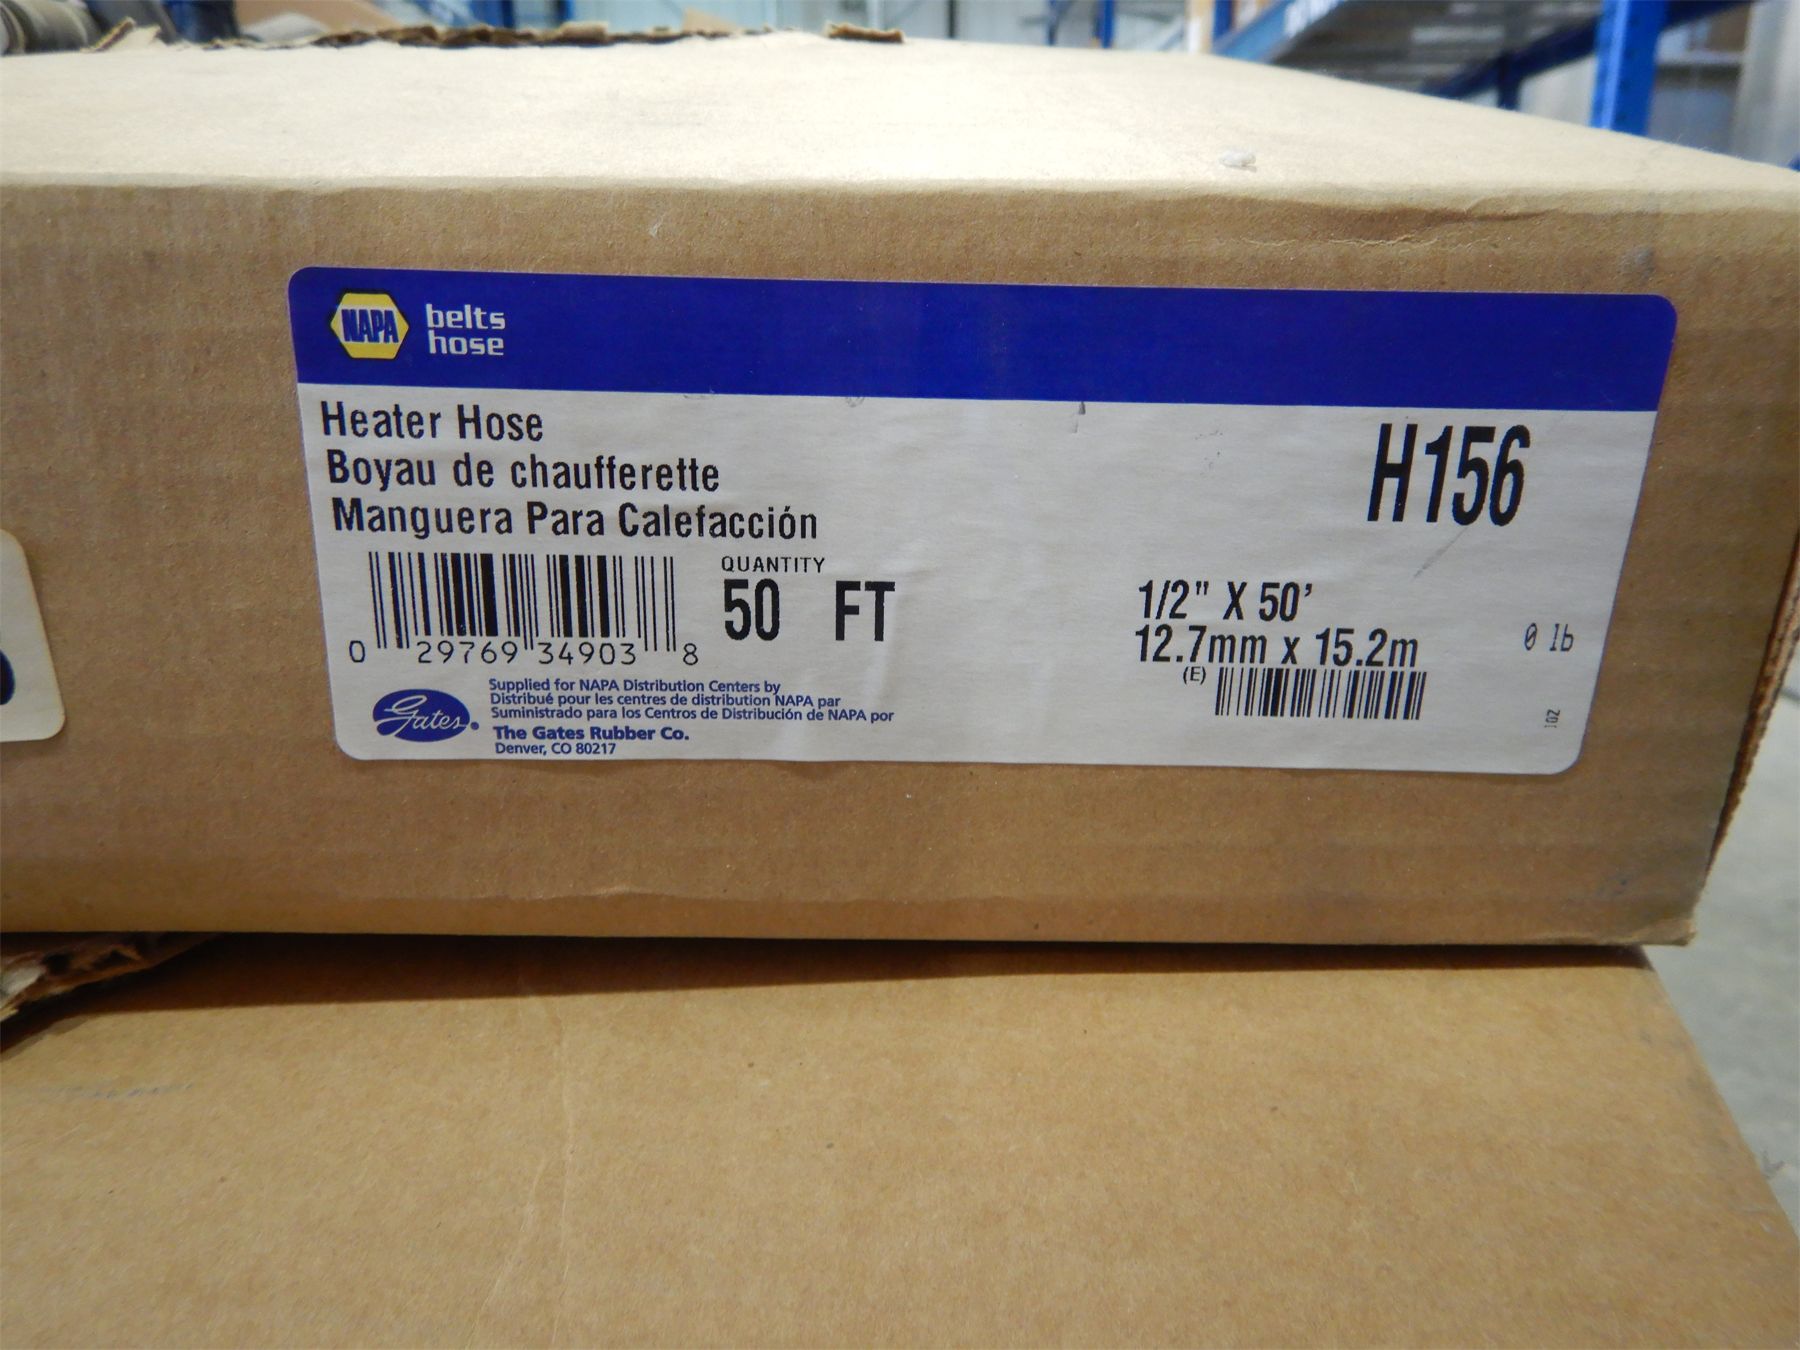 NAPA
belts
hose
Heater Hose
Boyau de chaufferette
Manguera Para Calefacción
H156
QUANTITY
50 FT
0 29769 34903 8
1/2" X 50'
12.7mm x 15.2m
0 lb
(E)
Gates
Supplied for NAPA Distribution Centers by
Distribué pour les centres de distribution NAPA par
Suministrado para los Centros de Distribución de NAPA por
The Gates Rubber Co.
Denver, CO 80217